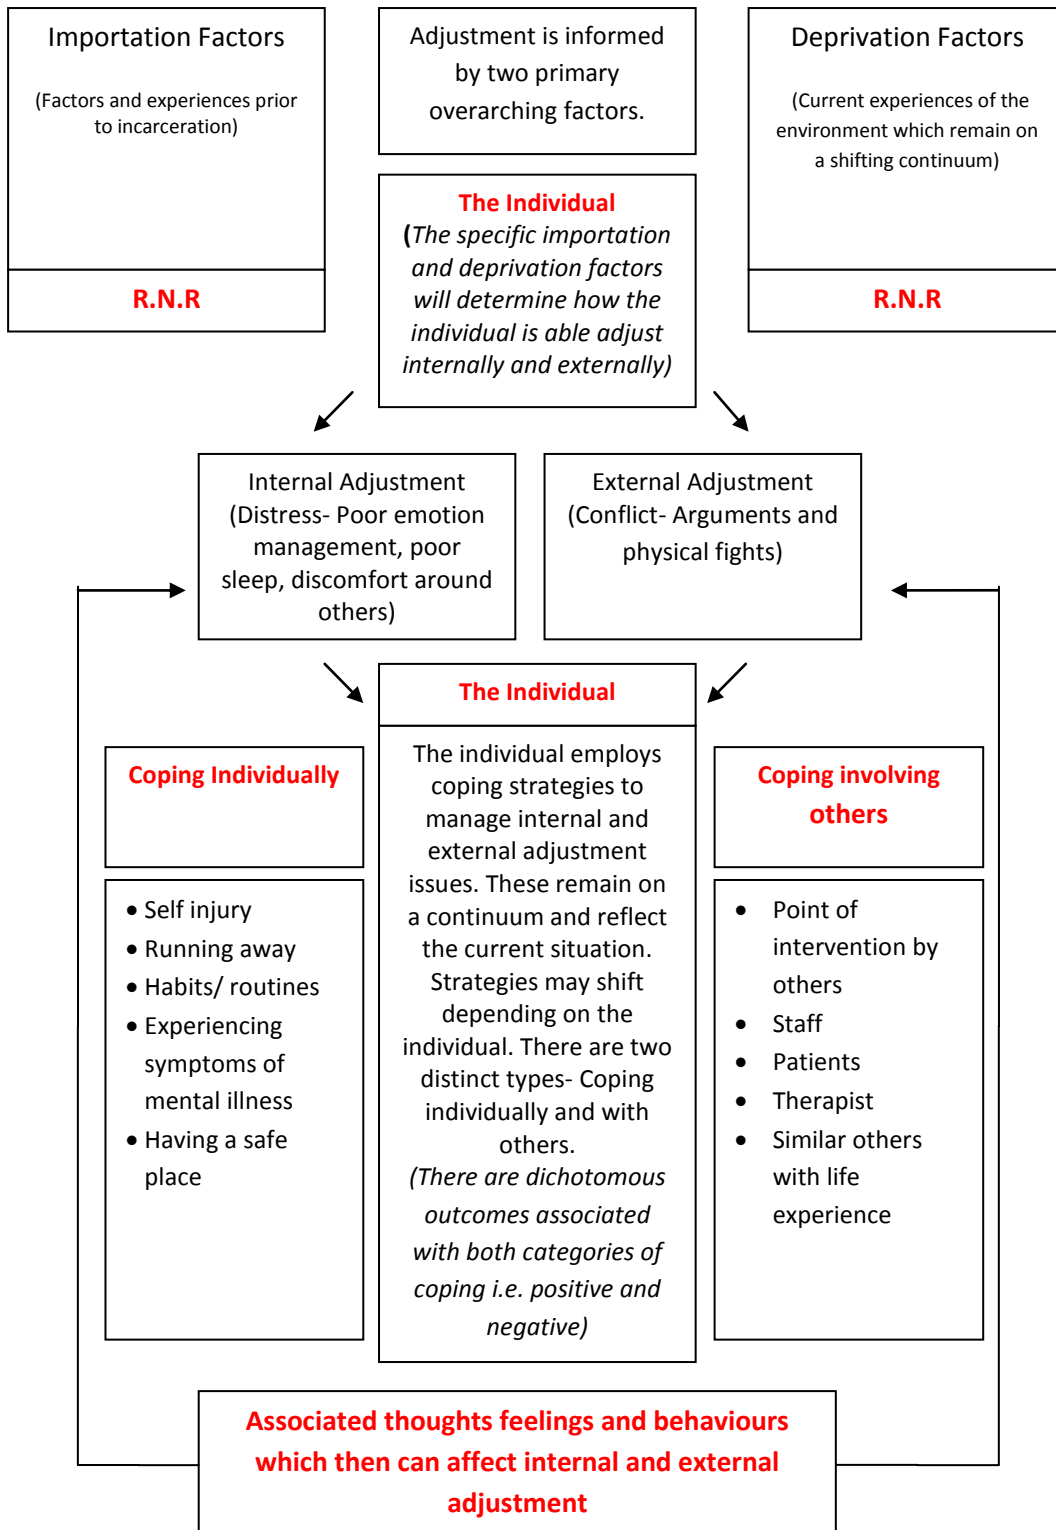 Importation Factors
(Factors and experiences prior
to incarceration)
R.N.R
Adjustment is informed
by two primary
overarching factors.
Deprivation Factors
(Current experiences of the
environment which remain on
a shifting continuum)
R.N.R
The Individual
(The specific importation
and deprivation factors
will determine how the
individual is able adjust
internally and externally)
Internal Adjustment
(Distress- Poor emotion
management, poor
sleep, discomfort around
others)
External Adjustment
(Conflict- Arguments and
physical fights)
The Individual
Coping Individually
• Self injury
• Running away
• Habits/ routines
• Experiencing
symptoms of
mental illness
• Having a safe
place
The individual employs
coping strategies to
manage internal and
external adjustment
issues. These remain on
a continuum and reflect
the current situation.
Strategies may shift
depending on the
individual. There are two
distinct types- Coping
individually and with
others.
(There are dichotomous
outcomes associated
with both categories of
coping i.e. positive and
negative)
Coping involving
others
• Point of
intervention by
others
• Staff
• Patients
• Therapist
• Similar others
with life
experience
Associated thoughts feelings and behaviours
which then can affect internal and external
adjustment